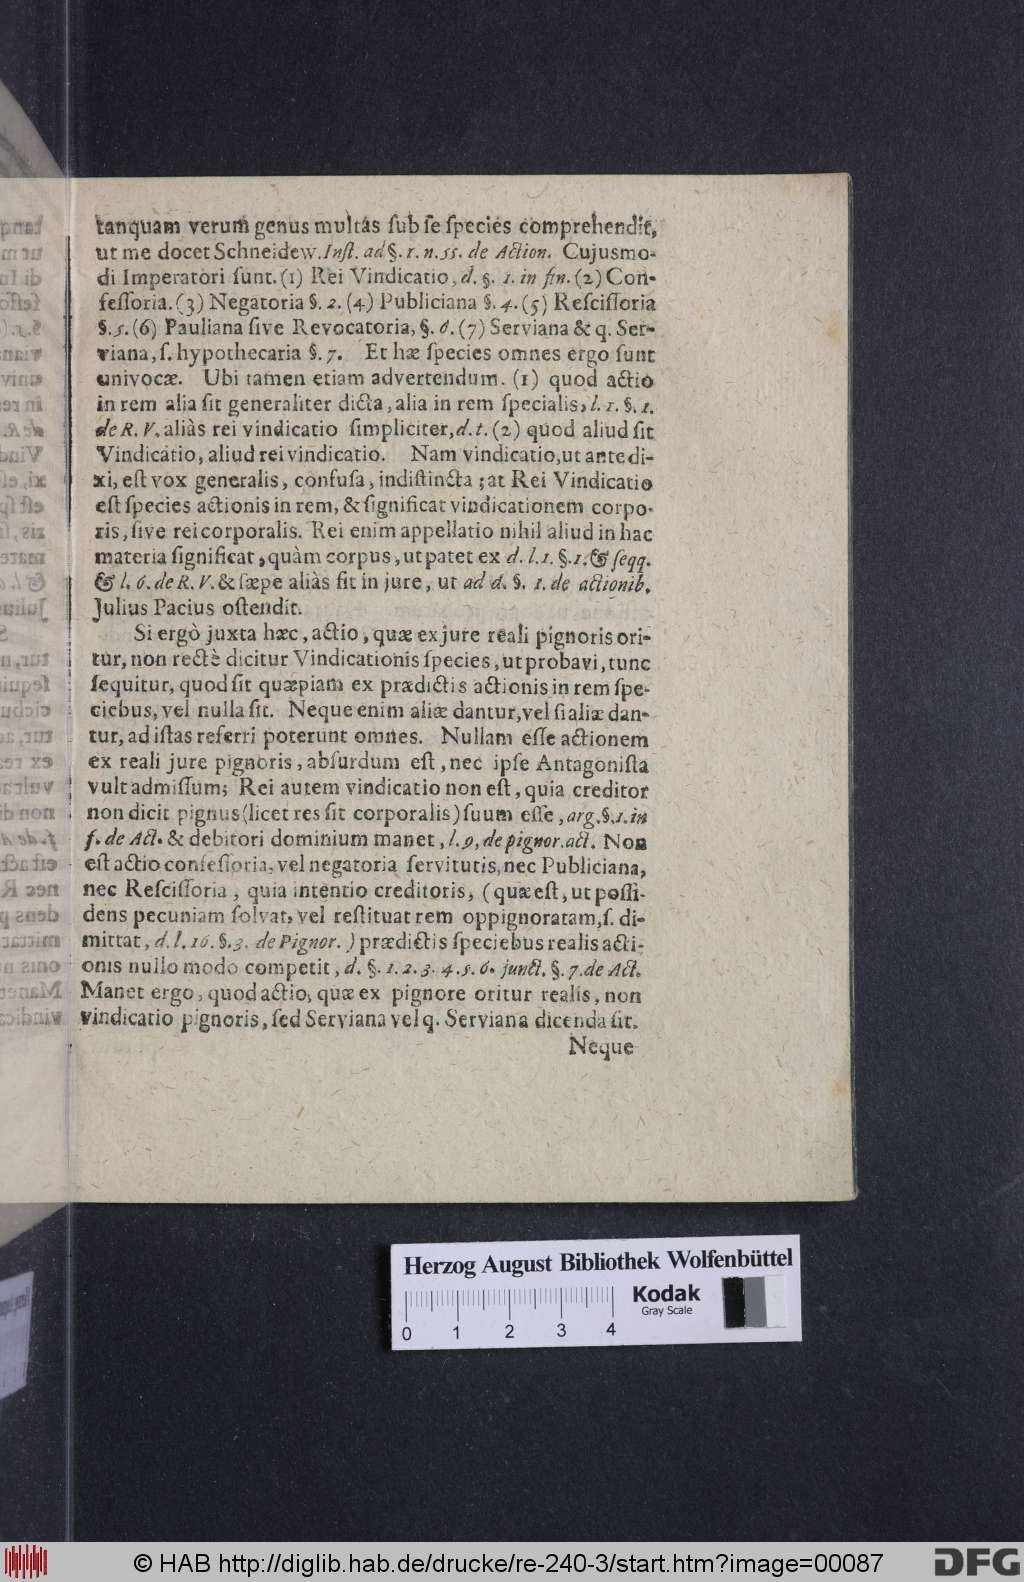 tanquam verum genus multas ſub ſe ſpecies comprehendit,
ut me docet Schneidew. Inſt. ad §. 1. n. 55. de Action. Cujusmo-
di Imperatori ſunt. (1) Rei Vindicatio, d. §. 1. in fin. (2) Con-
feſſoria. (3) Negatoria §. 2. (4) Publiciana §. 4. (5) Reſciſſoria
§. 5. (6) Pauliana ſive Revocatoria, §. 6. (7) Serviana & q. Ser-
viana, ſ. hypothecaria §. 7. Et hæ ſpecies omnes ergo ſunt
univocæ. Ubi tamen etiam advertendum. (1) quod actio
in rem alia ſit generaliter dicta, alia in rem ſpecialis, l. 1. §. 1.
de R. V. aliàs rei vindicatio ſimpliciter, d. t. (2) quod aliud ſit
Vindicatio, aliud rei vindicatio. Nam vindicatio, ut ante di-
xi, eſt vox generalis, confuſa, indiſtincta; at Rei Vindicatio
eſt ſpecies actionis in rem, & ſignificat vindicationem corpo-
ris, ſive rei corporalis. Rei enim appellatio nihil aliud in hac
materia ſignificat, quàm corpus, ut patet ex d. l. 1. §. 1. & ſeqq.
& l. 6. de R. V. & ſæpe aliàs fit in jure, ut ad d. §. 1. de actionib.
Julius Pacius oſtendit.
Si ergò juxta hæc, actio, quæ ex jure reali pignoris ori-
tur, non rectè dicitur Vindicationis ſpecies, ut probavi, tunc
ſequitur, quod ſit quæpiam ex prædictis actionis in rem ſpe-
ciebus, vel nulla ſit. Neque enim aliæ dantur, vel ſi aliæ dan-
tur, ad iſtas referri poterunt omnes. Nullam eſſe actionem
ex reali jure pignoris, abſurdum eſt, nec ipſe Antagoniſta
vult admiſſum; Rei autem vindicatio non eſt, quia creditor
non dicit pignus (licet res ſit corporalis) ſuum eſſe, arg. §. 1. in
f. de Act. & debitori dominium manet, l. 9, de pignor. act. Non
eſt actio confeſſoria, vel negatoria ſervitutis, nec Publiciana,
nec Reſciſſoria, quia intentio creditoris, (quæ eſt, ut poſſi-
dens pecuniam ſolvat, vel reſtituat rem oppignoratam, ſ. di-
mittat, d. l. 16. §. 3. de Pignor.) prædictis ſpeciebus realis acti-
onis nullo modo competit, d. §. 1. 2. 3. 4. 5. 6. junct. §. 7. de Act.
Manet ergo, quod actio, quæ ex pignore oritur realis, non
vindicatio pignoris, ſed Serviana vel q. Serviana dicenda ſit.
Neque
Herzog August Bibliothek Wolfenbüttel
Kodak
Gray Scale
0 1 2 3 4
© HAB http://diglib.hab.de/drucke/re-240-3/start.htm?image=00087
DFG